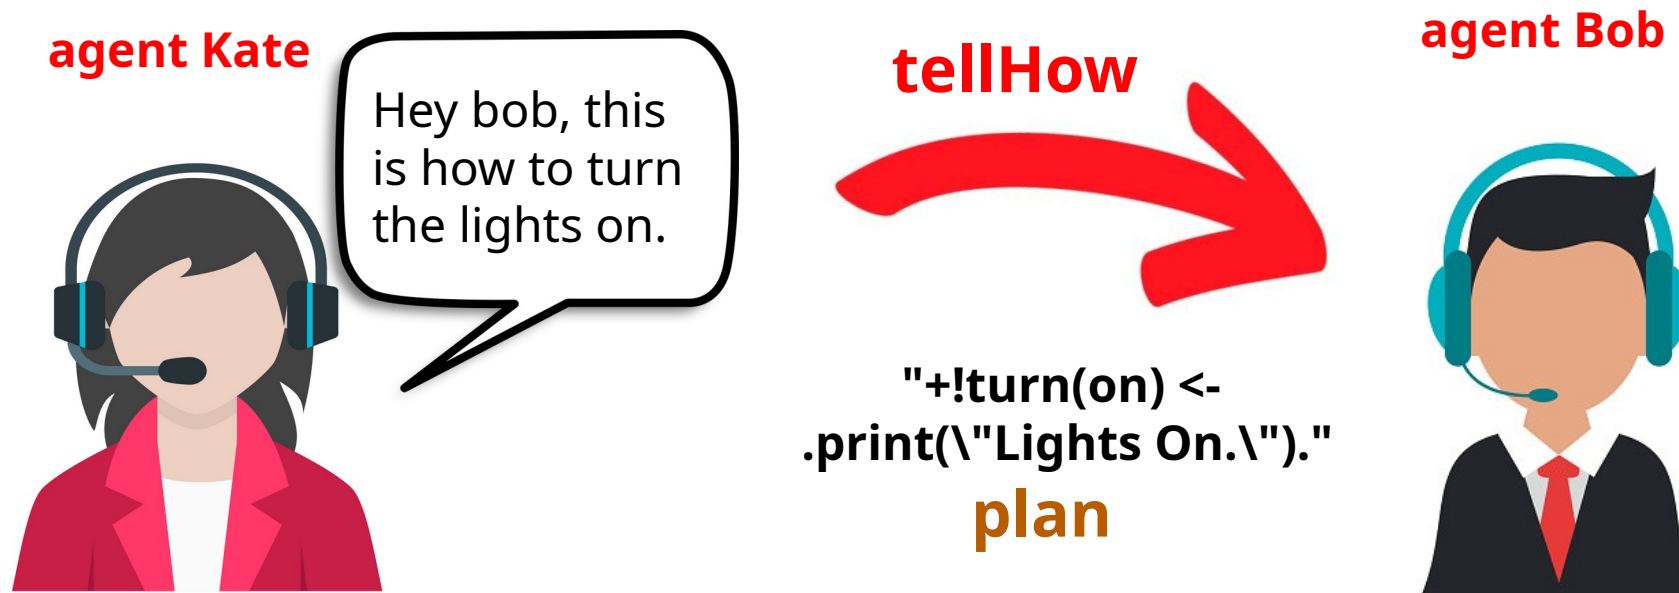 agent Kate
Hey bob, this
is how to turn
the lights on.
tellHow
agent Bob
"+!turn(on) <-
.print(\"Lights On.\")."
plan